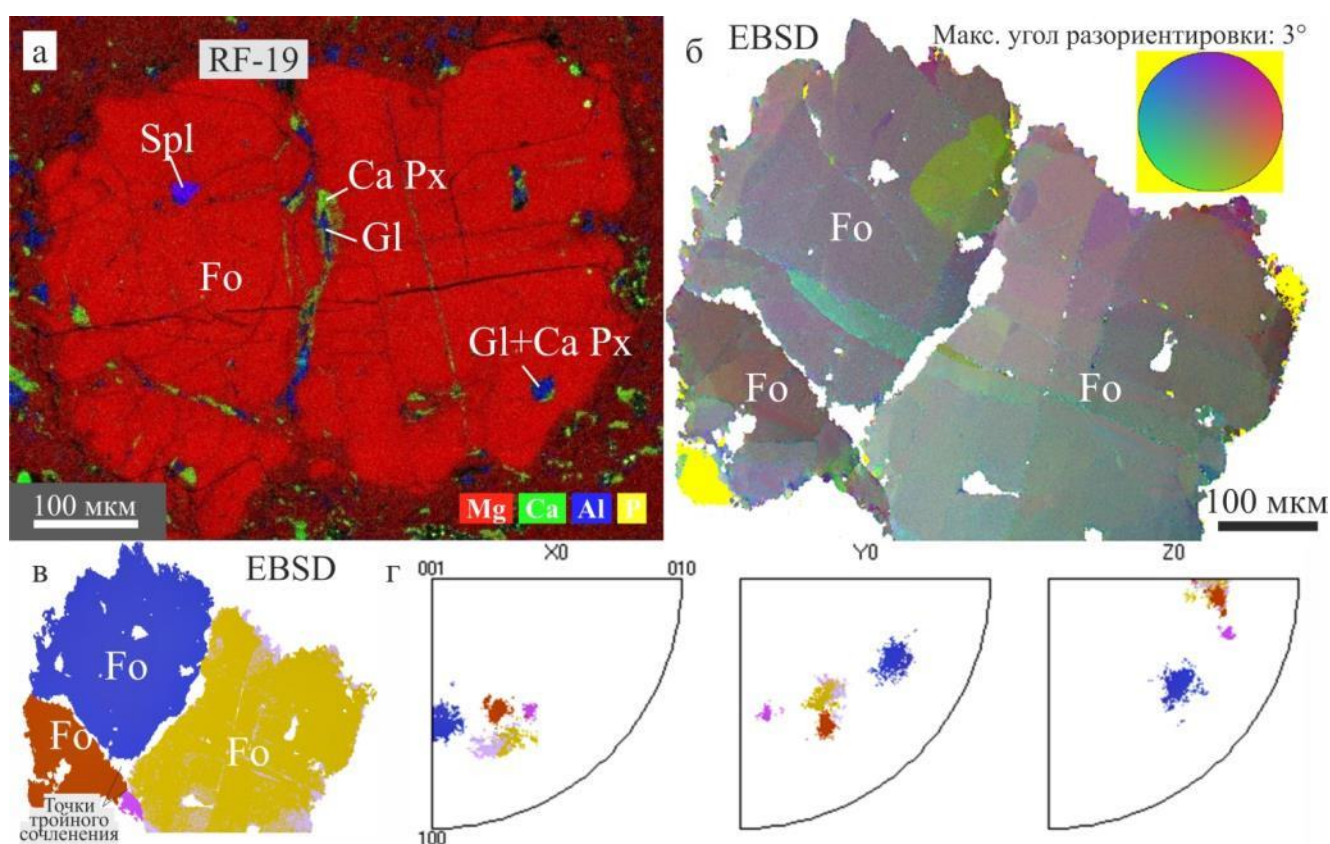 а
RF-19
Spl
Ca Px
Gl
Fo
Gl+Ca Px
100 мкм
Mg Ca Al P
б
EBSD
Макс. угол разориентировки: 3°
Fo
Fo
Fo
100 мкм
в
EBSD
Fo
Fo
Fo
Точки
тройного
сочленения
г
X0
001
010
100
Y0
Z0